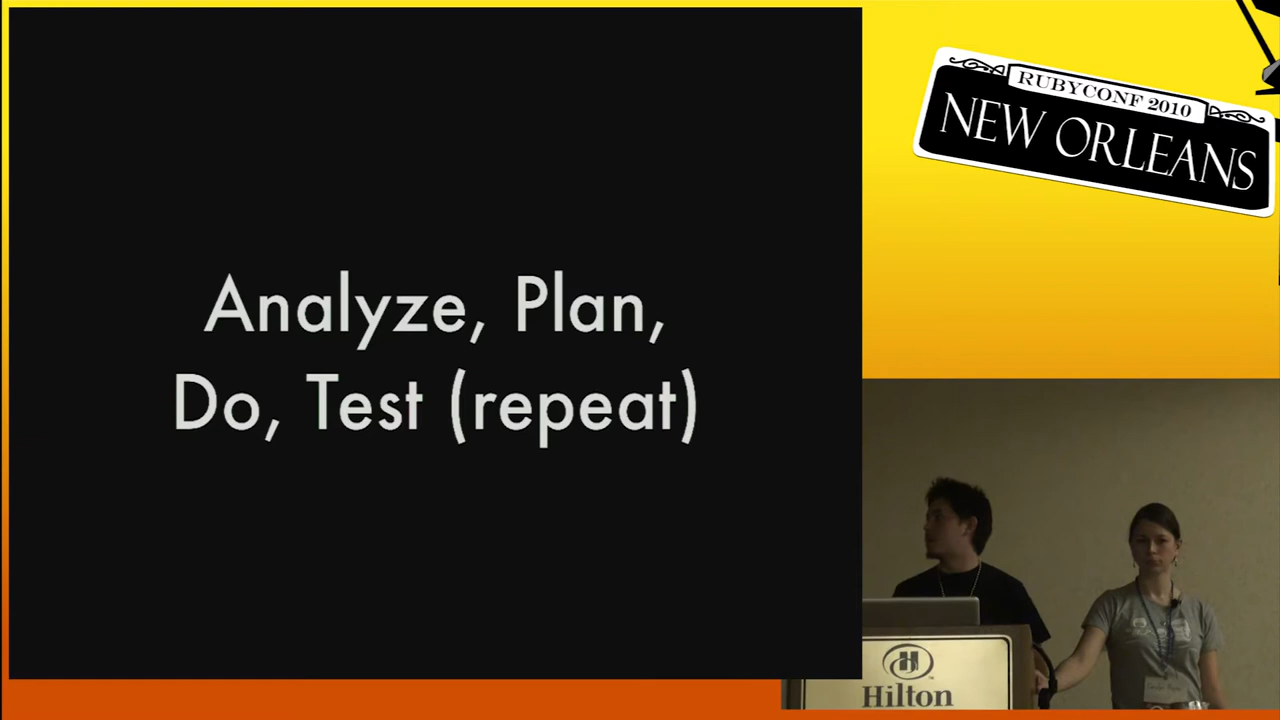 Analyze, Plan,
Do, Test (repeat)
RUBYCONF 2010
NEW ORLEANS
Hilton